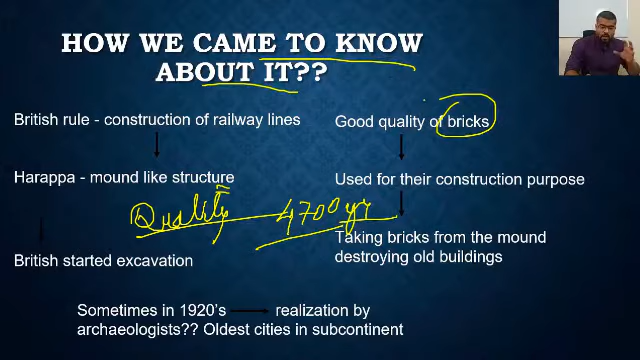 HOW WE CAME TO KNOW
ABOUT IT??
British rule - construction of railway lines
Harappa - mound like structure
British started excavation
Good quality of bricks
Used for their construction purpose
Taking bricks from the mound
destroying old buildings
Quality 4700 yr
Sometimes in 1920's realization by
archaeologists?? Oldest cities in subcontinent